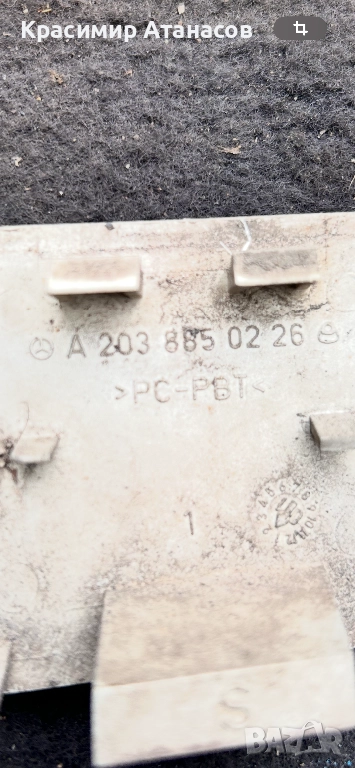 Красимир Атанасов
A 203 885 02 26
>PC-PBT<
1
S
bazar